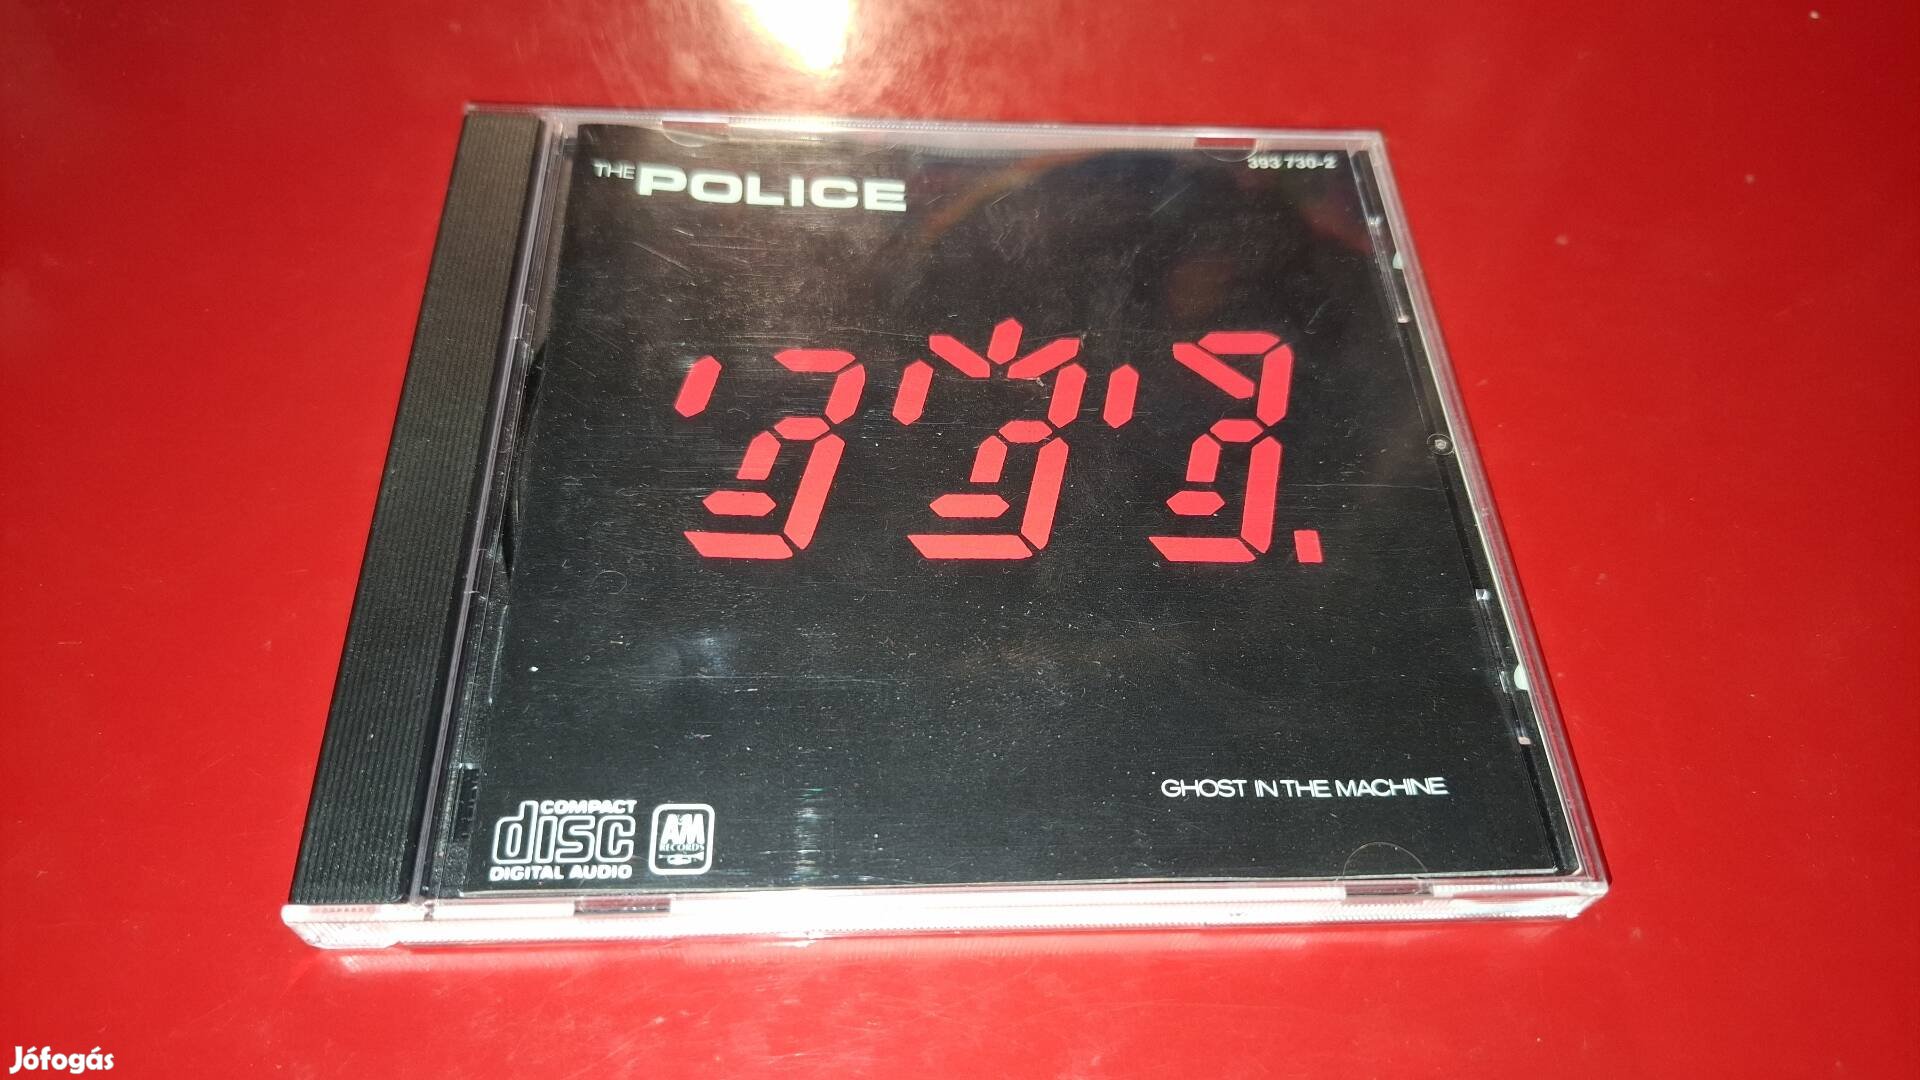 THE POLICE
393 730-2
GHOST IN THE MACHINE
COMPACT
disc
DIGITAL AUDIO
A&M
RECORDS
Jófogás